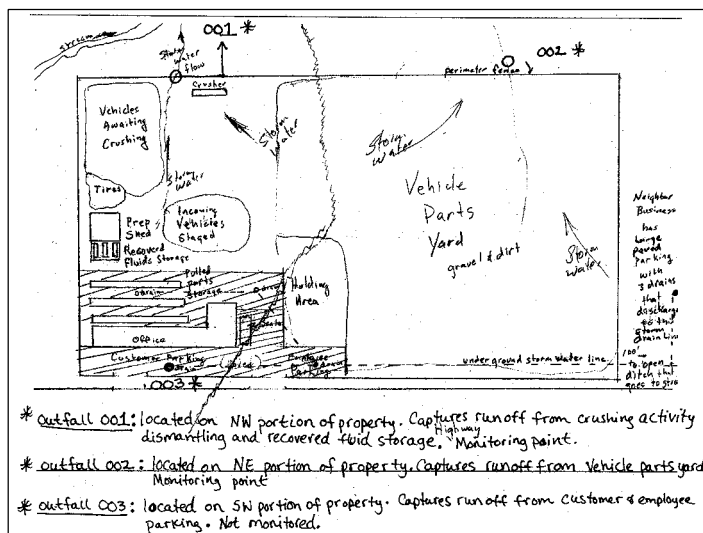 001 *
002 *
stream
Storm
water
flow
perimeter fence
Crusher
Vehicles
Awaiting
Crushing
Storm
Water
Storm
Water
Storm
Water
Tires
Vehicle
Parts
Yard
gravel & dirt
Incoming
Vehicles
Staged
Prep
Shed
Recovered
Fluids Storage
Storm
Water
Neighbor
Business
has
large
paved
parking
with
3 drains
that
discharge
to the
storm
drain line
Pulled
parts
Storage
drain
Holding
Area
Office
Customer Parking
drain
(paved)
Employee
Parking
underground storm water line
100'
to open
ditch that
goes to
003 *
* outfall 001: located on NW portion of property. Captures runoff from crushing activity
dismantling and recovered fluid storage. Monitoring point.
Highway
* outfall 002: located on NE portion of property. Captures runoff from Vehicle parts yard
Monitoring point
* outfall 003: located on SW portion of property. Captures runoff from customer & employee
parking. Not monitored.